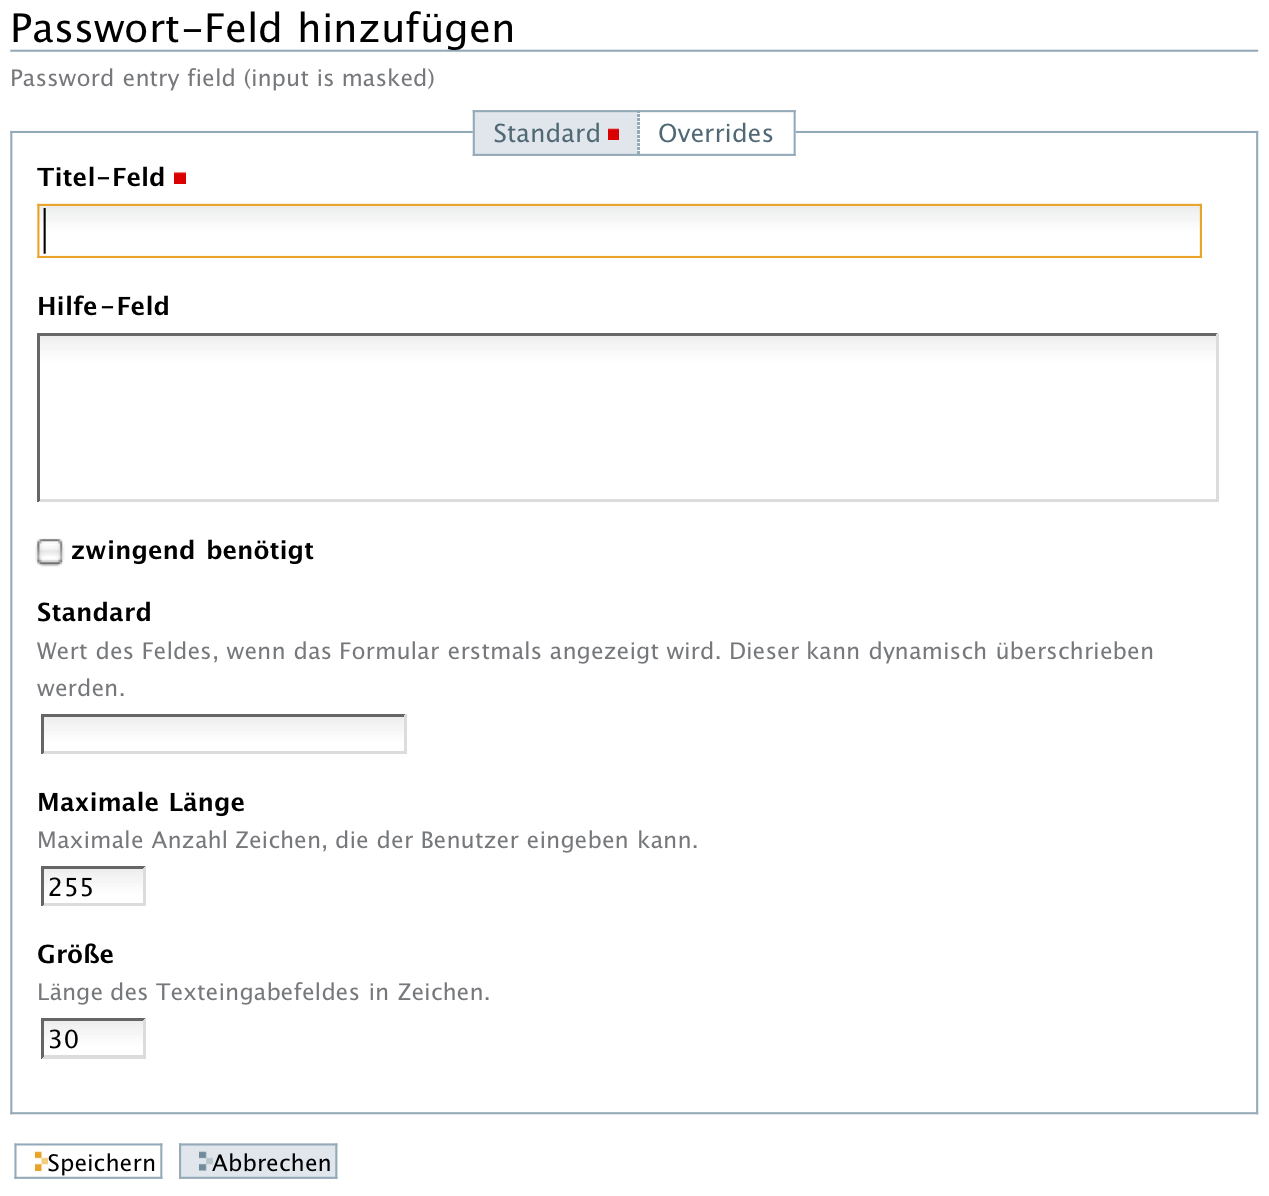 Passwort-Feld hinzufügen
Password entry field (input is masked)
Standard Overrides
Titel-Feld
Hilfe-Feld
zwingend benötigt
Standard
Wert des Feldes, wenn das Formular erstmals angezeigt wird. Dieser kann dynamisch überschrieben
werden.
Maximale Länge
Maximale Anzahl Zeichen, die der Benutzer eingeben kann.
255
Größe
Länge des Texteingabefeldes in Zeichen.
30
Speichern Abbrechen